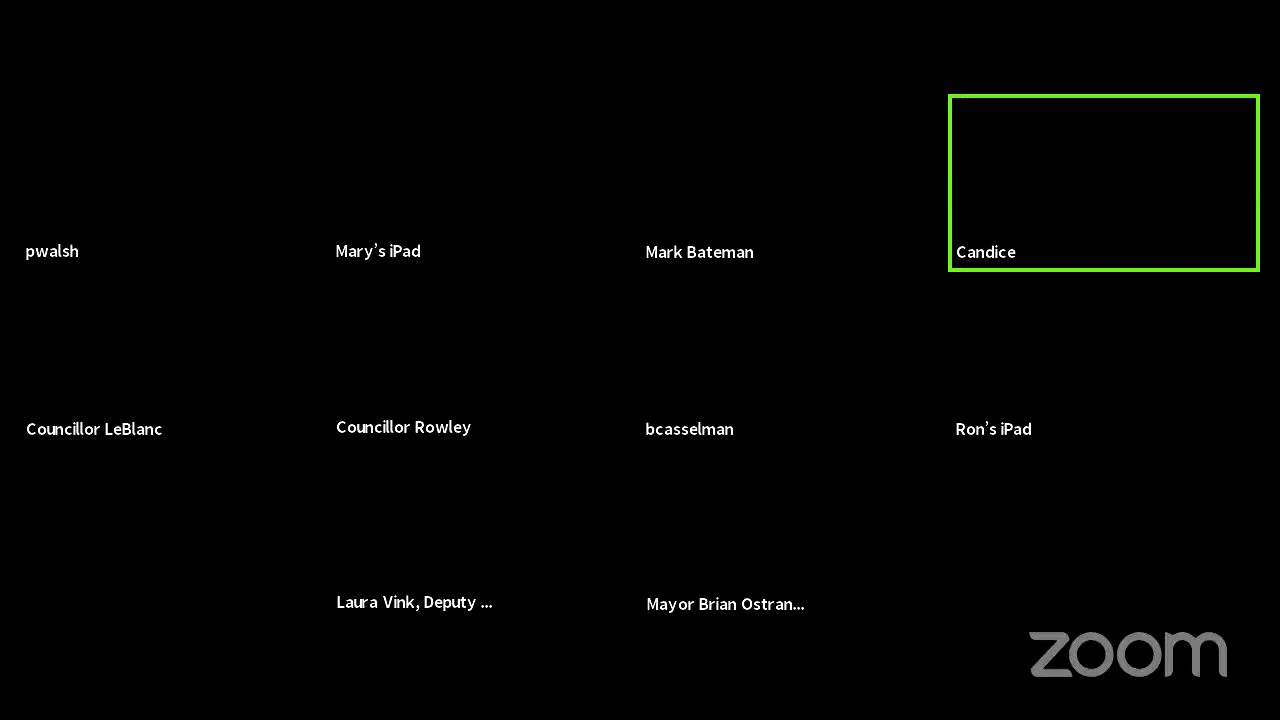 pwalsh
Mary’s iPad
Mark Bateman
Candice
Councillor LeBlanc
Councillor Rowley
bcasselman
Ron’s iPad
Laura Vink, Deputy ...
Mayor Brian Ostran...
zoom